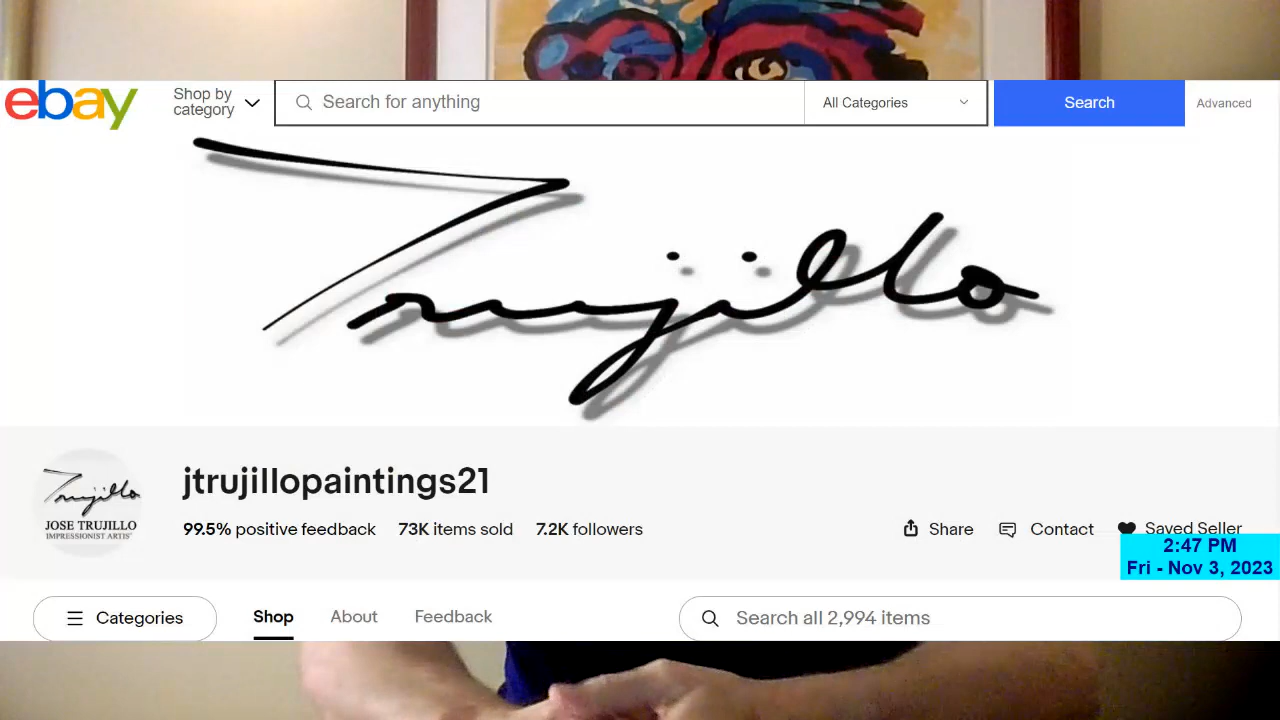 ebay
Shop by category
Search for anything
All Categories
Search
Advanced
Trujillo
Trujillo
JOSE TRUJILLO
IMPRESSIONIST ARTIST
jtrujillopaintings21
99.5% positive feedback 73K items sold 7.2K followers
Share Contact Saved Seller
2:47 PM
Fri - Nov 3, 2023
Categories Shop About Feedback Search all 2,994 items